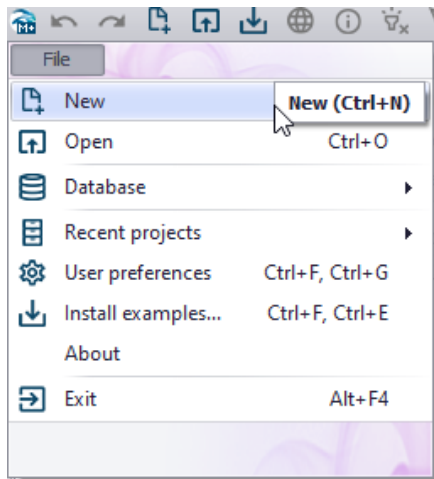 M+
File
New New (Ctrl+N)
Open Ctrl+O
Database
Recent projects
User preferences Ctrl+F, Ctrl+G
Install examples... Ctrl+F, Ctrl+E
About
Exit Alt+F4